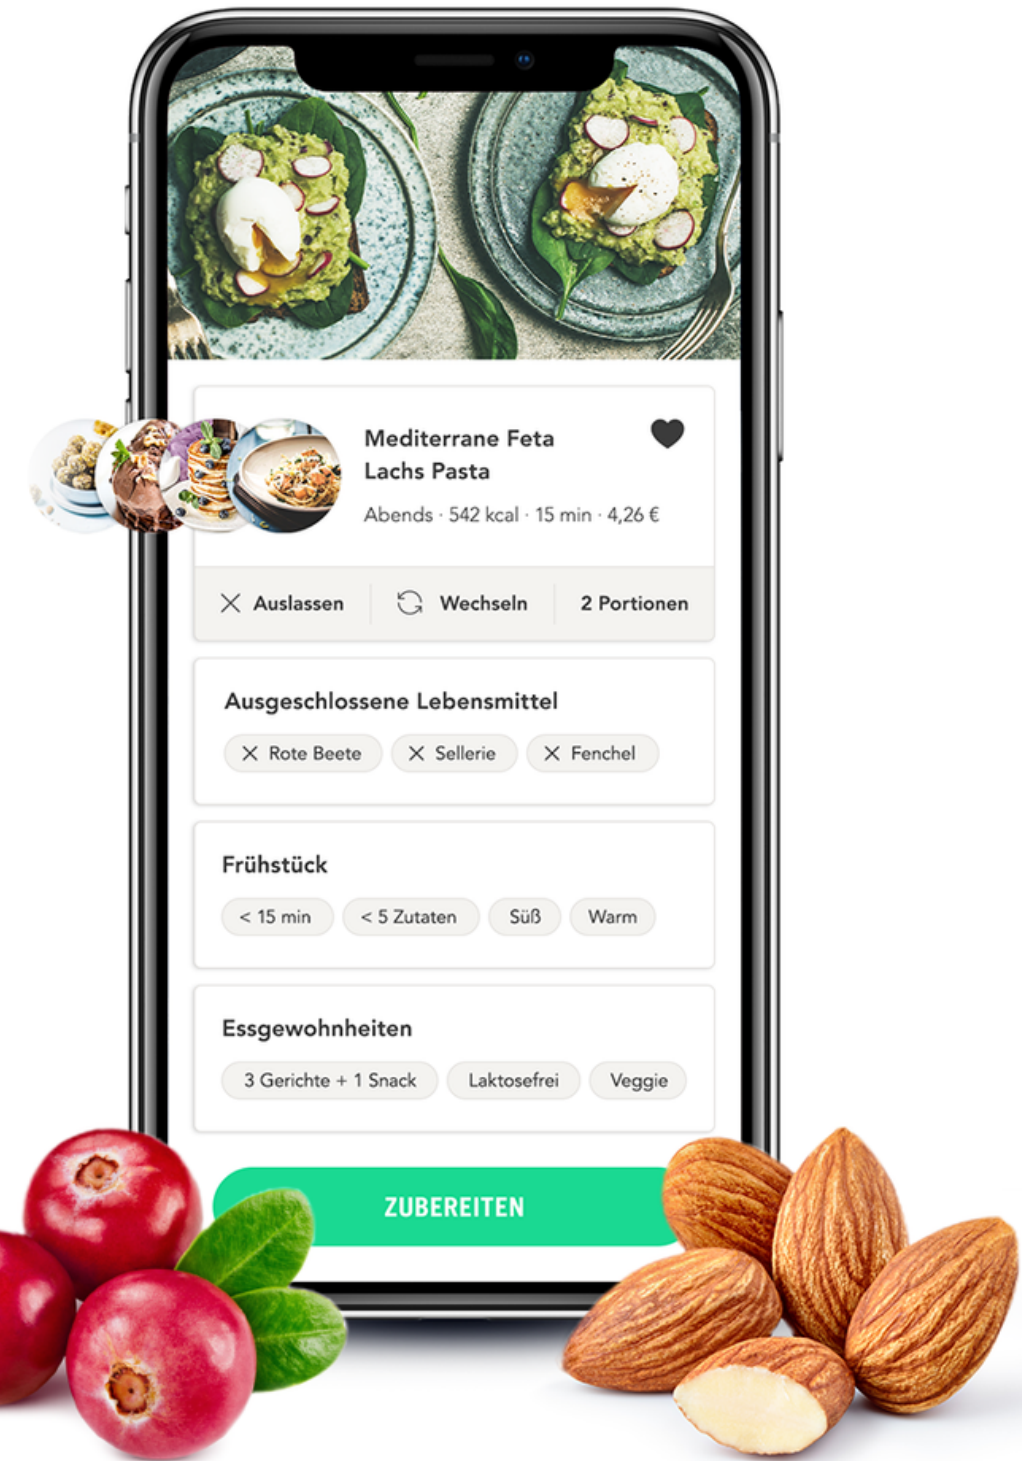 Mediterrane Feta
Lachs Pasta
Abends · 542 kcal · 15 min · 4,26 €
Auslassen
Wechseln
2 Portionen
Ausgeschlossene Lebensmittel
Rote Beete
Sellerie
Fenchel
Frühstück
< 15 min
< 5 Zutaten
Süß
Warm
Essgewohnheiten
3 Gerichte + 1 Snack
Laktosefrei
Veggie
ZUBEREITEN